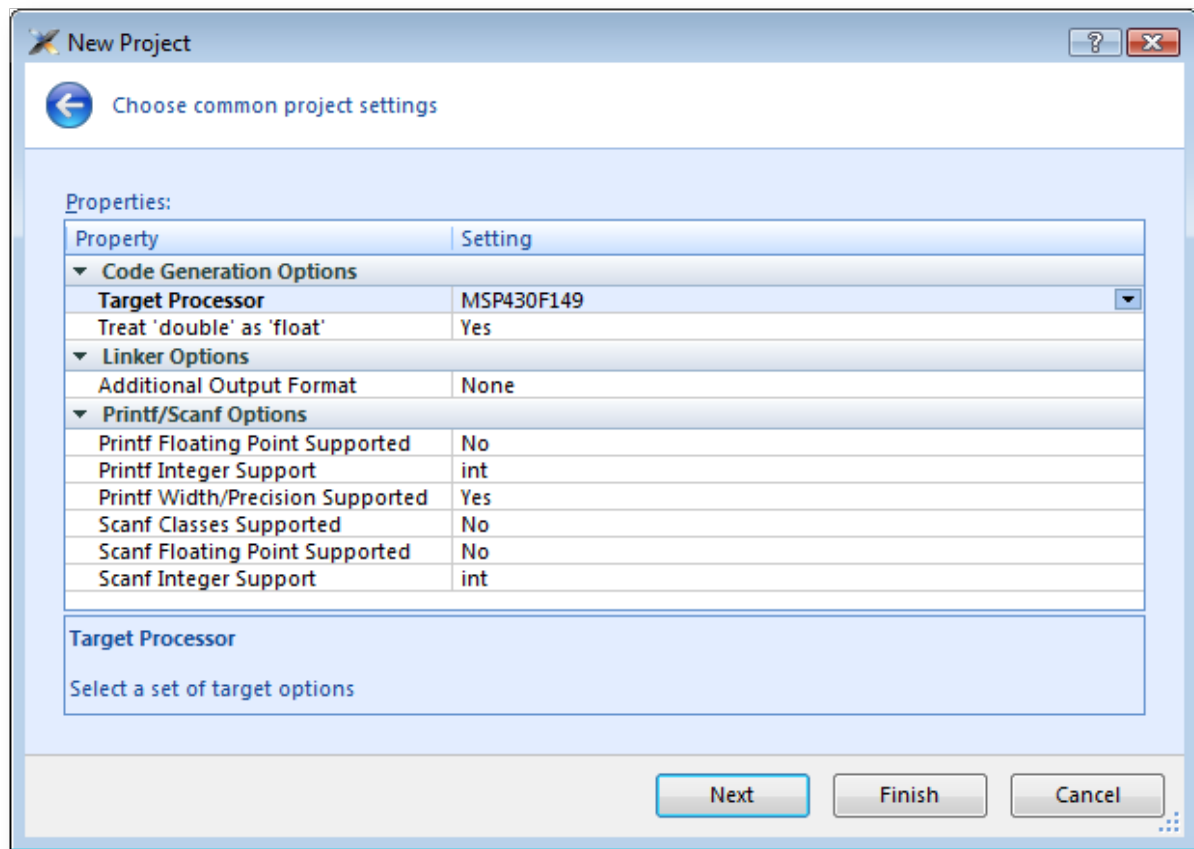 New Project
Choose common project settings
Properties:
Property Setting
Code Generation Options
Target Processor MSP430F149
Treat 'double' as 'float' Yes
Linker Options
Additional Output Format None
Printf/Scanf Options
Printf Floating Point Supported No
Printf Integer Support int
Printf Width/Precision Supported Yes
Scanf Classes Supported No
Scanf Floating Point Supported No
Scanf Integer Support int
Target Processor
Select a set of target options
Next Finish Cancel